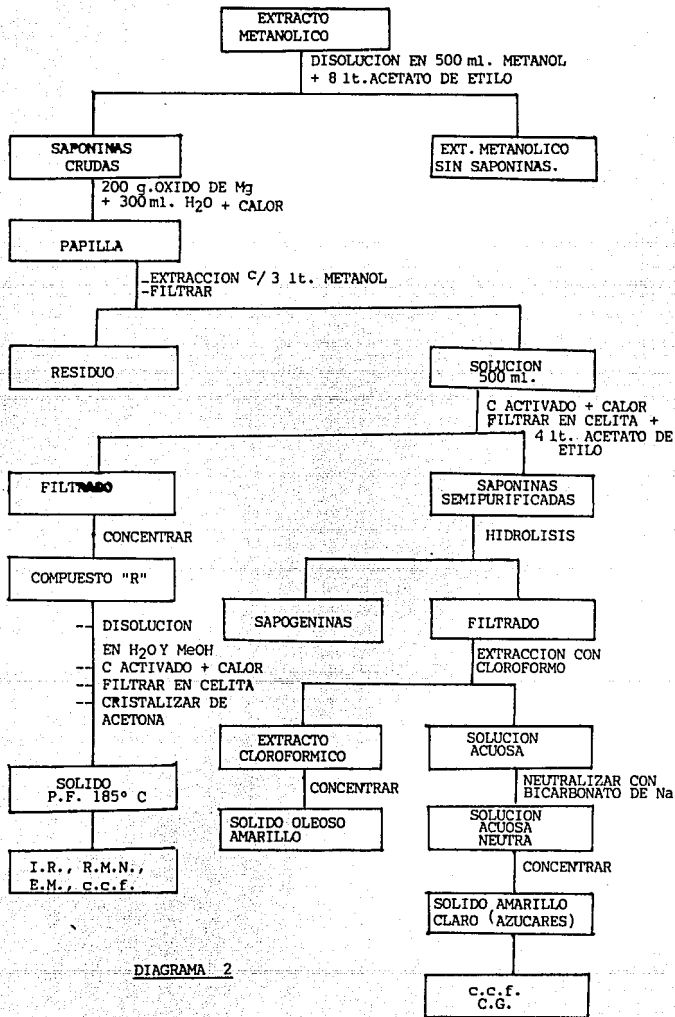 EXTRACTO
METANOLICO
DISOLUCION EN 500 ml. METANOL
+ 8 lt. ACETATO DE ETILO
SAPONINAS
CRUDAS
EXT. METANOLICO
SIN SAPONINAS.
200 g. OXIDO DE Mg
+ 300 ml. H2O + CALOR
PAPILLA
-EXTRACCION C/ 3 lt. METANOL
-FILTRAR
RESIDUO
SOLUCION
500 ml.
C ACTIVADO + CALOR
FILTRAR EN CELITA +
4 lt. ACETATO DE
ETILO
FILTRADO
SAPONINAS
SEMIPURIFICADAS
CONCENTRAR
HIDROLISIS
COMPUESTO "R"
SAPOGENINAS
FILTRADO
-- DISOLUCION
EN H2O Y MeOH
-- C ACTIVADO + CALOR
-- FILTRAR EN CELITA
-- CRISTALIZAR DE
ACETONA
EXTRACCION CON
CLOROFORMO
EXTRACTO
CLOROFORMICO
SOLUCION
ACUOSA
CONCENTRAR
NEUTRALIZAR CON
BICARBONATO DE Na
SOLIDO
P.F. 185° C
SOLIDO OLEOSO
AMARILLO
SOLUCION
ACUOSA
NEUTRA
I.R., R.M.N.,
E.M., c.c.f.
CONCENTRAR
SOLIDO AMARILLO
CLARO (AZUCARES)
DIAGRAMA 2
c.c.f.
C.G.